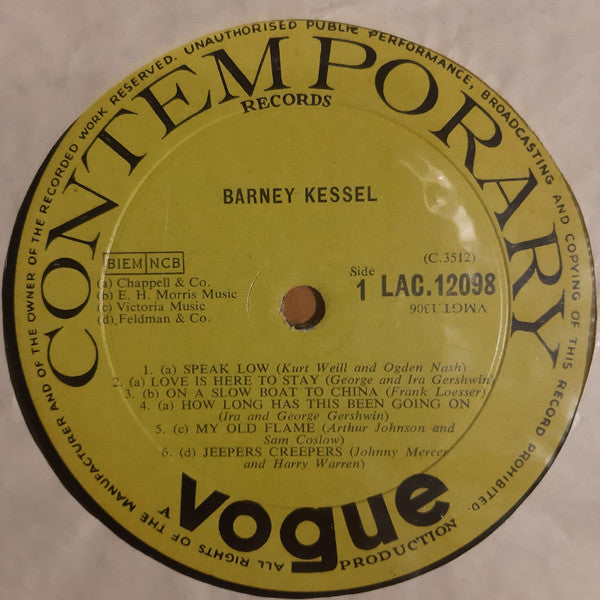 CONTEMPORARY
RECORDS
ALL RIGHTS OF THE MANUFACTURER AND OF THE OWNER OF THE RECORDED WORK RESERVED. UNAUTHORISED PUBLIC PERFORMANCE, BROADCASTING AND COPYING OF THIS RECORD PROHIBITED.
BARNEY KESSEL
BIEM NCB
(a) Chappell & Co.
(b) E. H. Morris Music
(c) Victoria Music
(d) Feldman & Co.
(C.3512)
Side
1 LAC.12098
VMGT.1306
1. (a) SPEAK LOW (Kurt Weill and Ogden Nash)
2. (a) LOVE IS HERE TO STAY (George and Ira Gershwin)
3. (b) ON A SLOW BOAT TO CHINA (Frank Loesser)
4. (a) HOW LONG HAS THIS BEEN GOING ON
(Ira and George Gershwin)
5. (c) MY OLD FLAME (Arthur Johnson and
Sam Coslow)
6. (d) JEEPERS CREEPERS (Johnny Mercer
and Harry Warren)
A
vogue
PRODUCTION